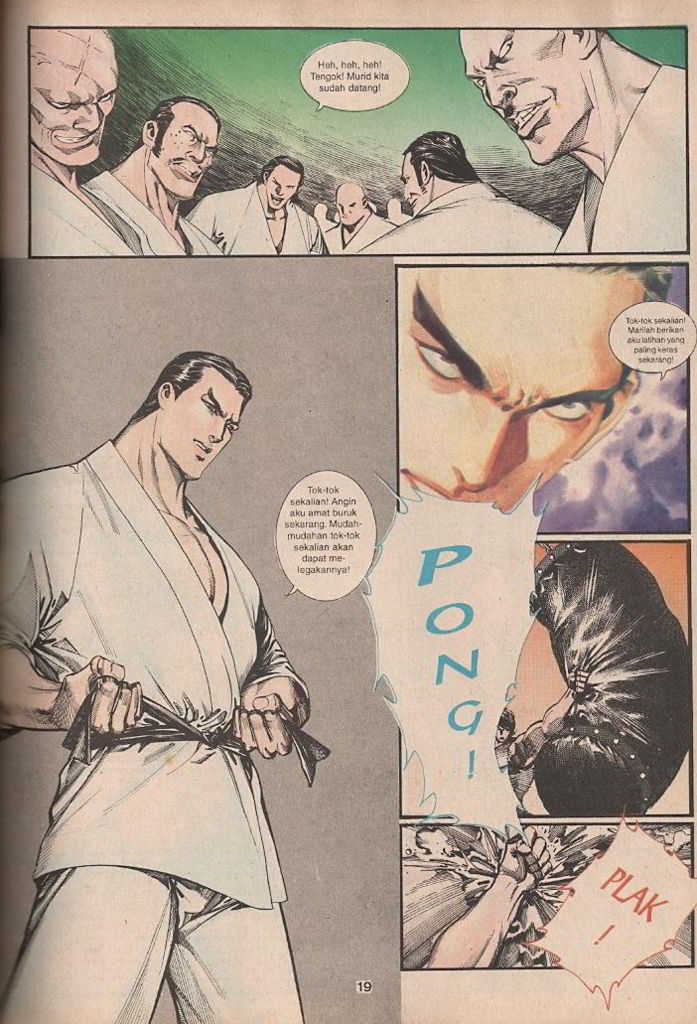 Heh, heh, heh!
Tengok! Murid kita
sudah datang!
Tok-tok sekalian!
Marilah berikan
aku latihan yang
paling keras
sekarang!
Tok-tok
sekalian! Angin
aku amat buruk
sekarang. Mudah-
mudahan tok-tok
sekalian akan
dapat me-
legakannya!
PONG!
PLAK
!
19